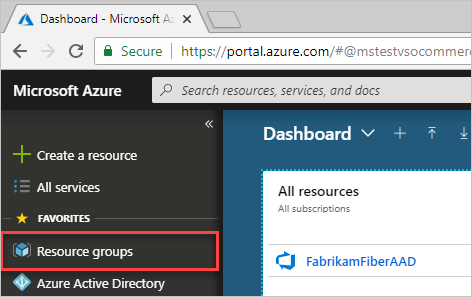 Dashboard - Microsoft Az
Secure https://portal.azure.com/#@mstestvsocommerc
Microsoft Azure
Search resources, services, and docs
«
Create a resource
All services
FAVORITES
Resource groups
Azure Active Directory
Dashboard
All resources
All subscriptions
FabrikamFiberAAD